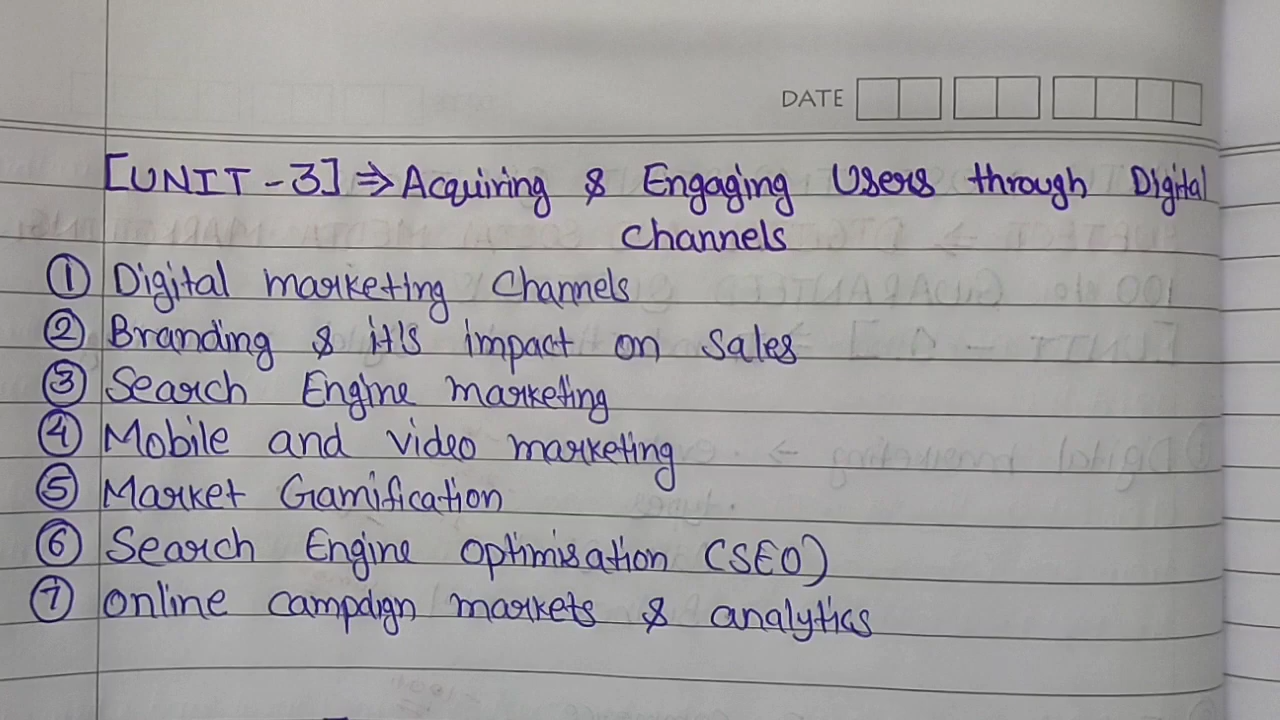 DATE
[UNIT-3] ⇒ Acquiring & Engaging Users through Digital
Channels
① Digital marketing Channels
② Branding & it's impact on Sales
③ Search Engine marketing
④ Mobile and video marketing
⑤ Market Gamification
⑥ Search Engine optimisation (SEO)
⑦ online campaign markets & analytics